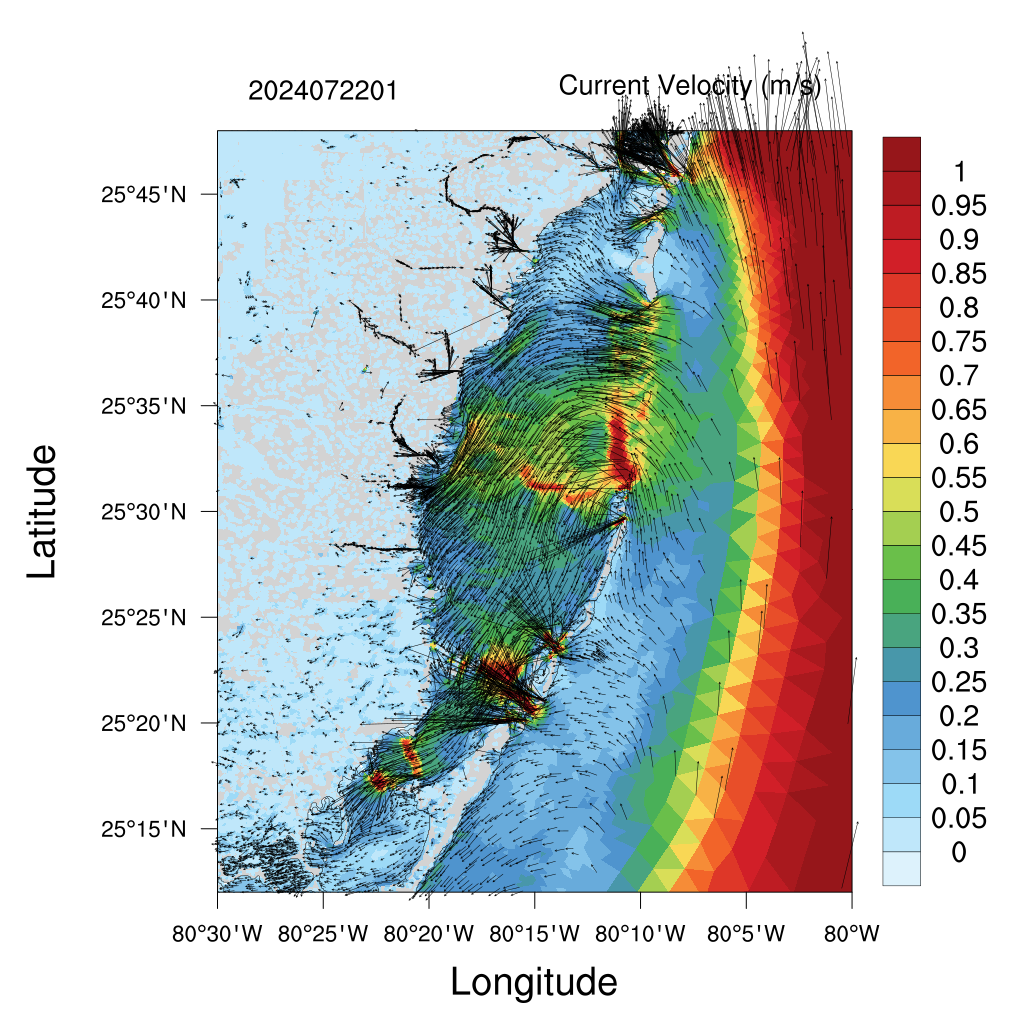 2024072201
Current Velocity (m/s)
25°45'N
25°40'N
25°35'N
25°30'N
25°25'N
25°20'N
25°15'N
Latitude
80°30'W 80°25'W 80°20'W 80°15'W 80°10'W 80°5'W 80°W
Longitude
1
0.95
0.9
0.85
0.8
0.75
0.7
0.65
0.6
0.55
0.5
0.45
0.4
0.35
0.3
0.25
0.2
0.15
0.1
0.05
0